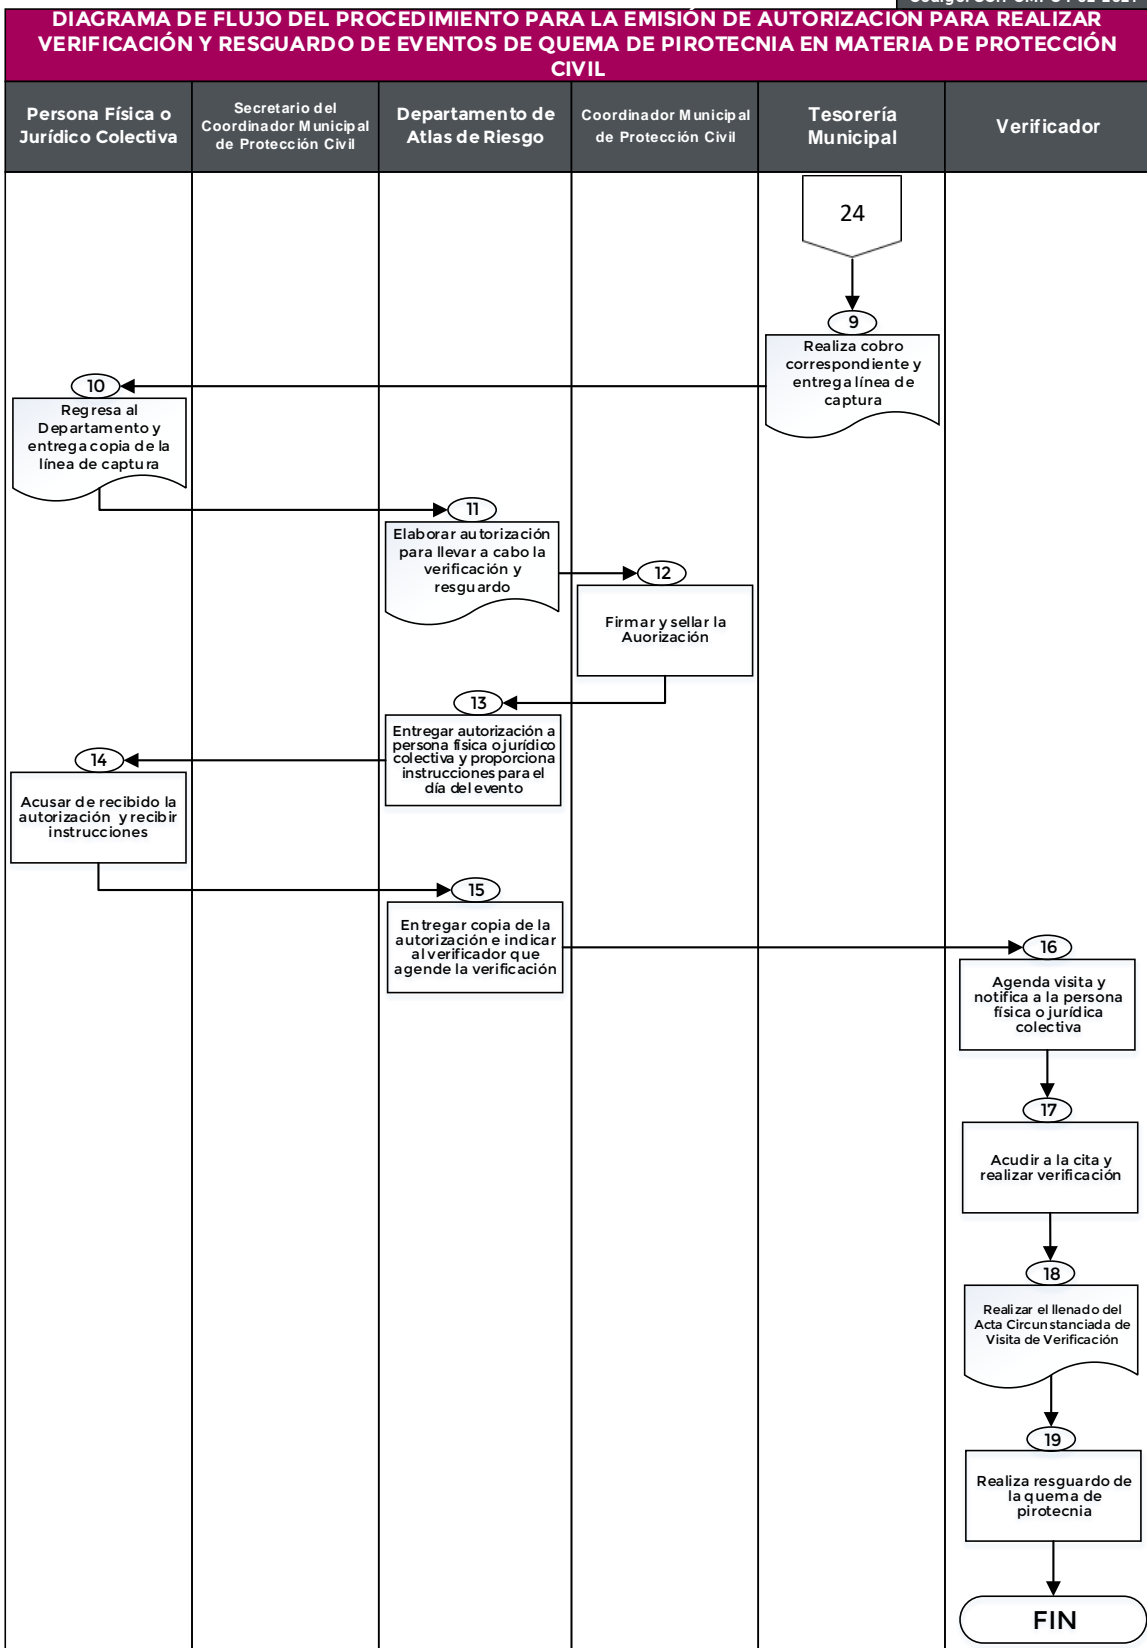 DIAGRAMA DE FLUJO DEL PROCEDIMIENTO PARA LA EMISIÓN DE AUTORIZACIÓN PARA REALIZAR
VERIFICACIÓN Y RESGUARDO DE EVENTOS DE QUEMA DE PIROTECNIA EN MATERIA DE PROTECCIÓN
CIVIL
Persona Física o
Jurídico Colectiva
Secretario del
Coordinador Municipal
de Protección Civil
Departamento de
Atlas de Riesgo
Coordinador Municipal
de Protección Civil
Tesorería
Municipal
Verificador
24
9
Realiza cobro
correspondiente y
entrega línea de
captura
10
Regresa al
Departamento y
entrega copia de la
línea de captura
11
Elaborar autorización
para llevar a cabo la
verificación y
resguardo
12
Firmar y sellar la
Auorización
13
Entregar autorización a
persona física o jurídico
colectiva y proporciona
instrucciones para el
día del evento
14
Acusar de recibido la
autorización y recibir
instrucciones
15
Entregar copia de la
autorización e indicar
al verificador que
agende la verificación
16
Agenda visita y
notifica a la persona
física o jurídica
colectiva
17
Acudir a la cita y
realizar verificación
18
Realizar el llenado del
Acta Circunstanciada de
Visita de Verificación
19
Realiza resguardo de
la quema de
pirotecnia
FIN